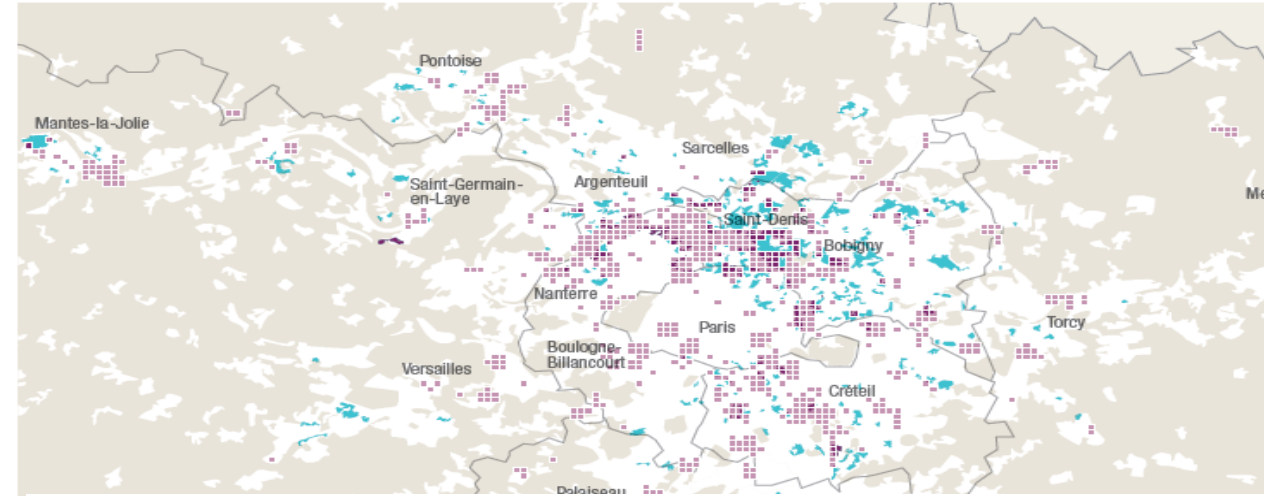 Pontoise
Mantes-la-Jolie
Sarcelles
Argenteuil
Saint-Germain-
en-Laye
Saint-Denis
Bobigny
Nanterre
Paris
Torcy
Boulogne-
Billancourt
Versailles
Créteil
Palaiseau
Me